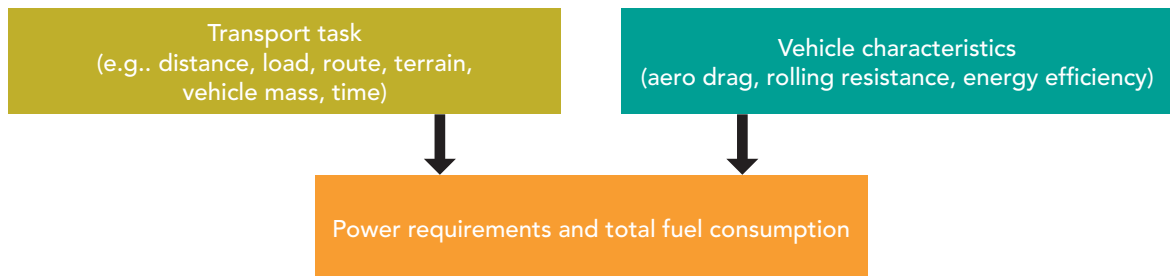 Transport task
(e.g.. distance, load, route, terrain,
vehicle mass, time)
Vehicle characteristics
(aero drag, rolling resistance, energy efficiency)
Power requirements and total fuel consumption